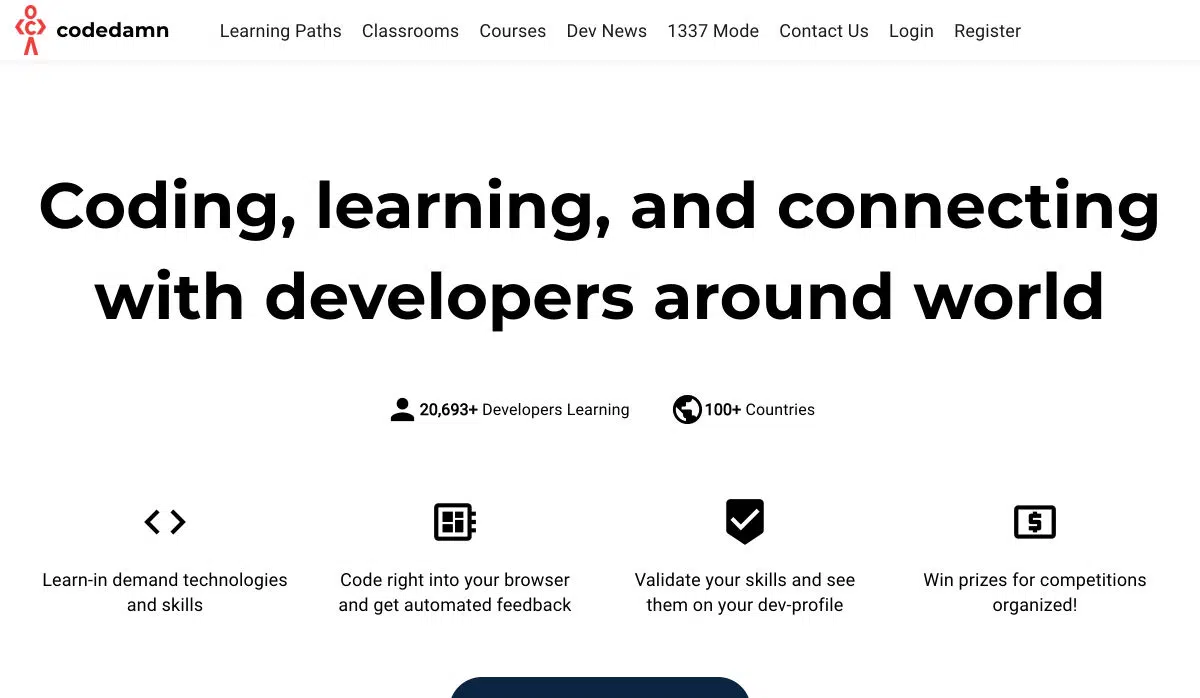 codedamn
Learning Paths Classrooms Courses Dev News 1337 Mode Contact Us Login Register
Coding, learning, and connecting
with developers around world
20,693+ Developers Learning 100+ Countries
Learn-in demand technologies
and skills
Code right into your browser
and get automated feedback
Validate your skills and see
them on your dev-profile
Win prizes for competitions
organized!